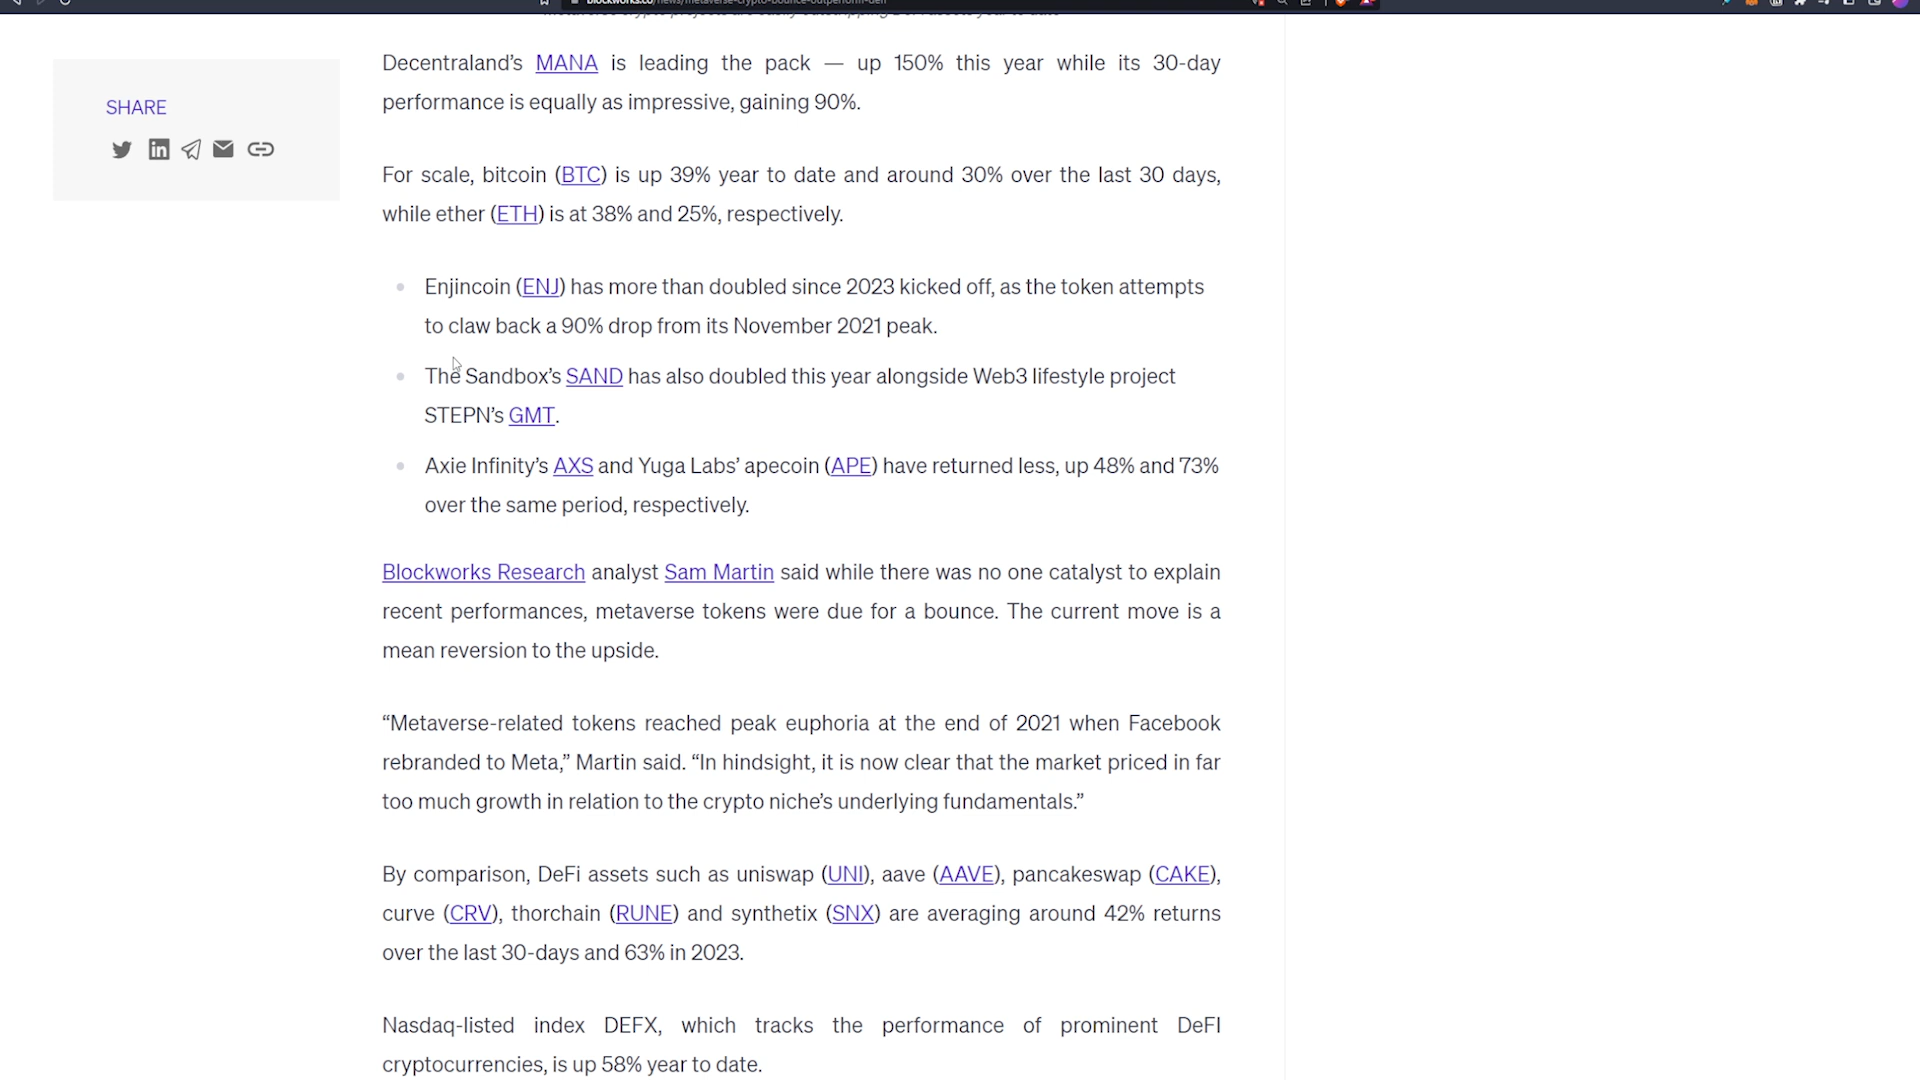 blockworks.co/news/metaverse-crypto-bounce-outperform-defi
SHARE
Decentraland’s MANA is leading the pack — up 150% this year while its 30-day
performance is equally as impressive, gaining 90%.
For scale, bitcoin (BTC) is up 39% year to date and around 30% over the last 30 days,
while ether (ETH) is at 38% and 25%, respectively.
Enjincoin (ENJ) has more than doubled since 2023 kicked off, as the token attempts
to claw back a 90% drop from its November 2021 peak.
The Sandbox’s SAND has also doubled this year alongside Web3 lifestyle project
STEPN’s GMT.
Axie Infinity’s AXS and Yuga Labs’ apecoin (APE) have returned less, up 48% and 73%
over the same period, respectively.
Blockworks Research analyst Sam Martin said while there was no one catalyst to explain
recent performances, metaverse tokens were due for a bounce. The current move is a
mean reversion to the upside.
“Metaverse-related tokens reached peak euphoria at the end of 2021 when Facebook
rebranded to Meta,” Martin said. “In hindsight, it is now clear that the market priced in far
too much growth in relation to the crypto niche’s underlying fundamentals.”
By comparison, DeFi assets such as uniswap (UNI), aave (AAVE), pancakeswap (CAKE),
curve (CRV), thorchain (RUNE) and synthetix (SNX) are averaging around 42% returns
over the last 30-days and 63% in 2023.
Nasdaq-listed index DEFX, which tracks the performance of prominent DeFI
cryptocurrencies, is up 58% year to date.